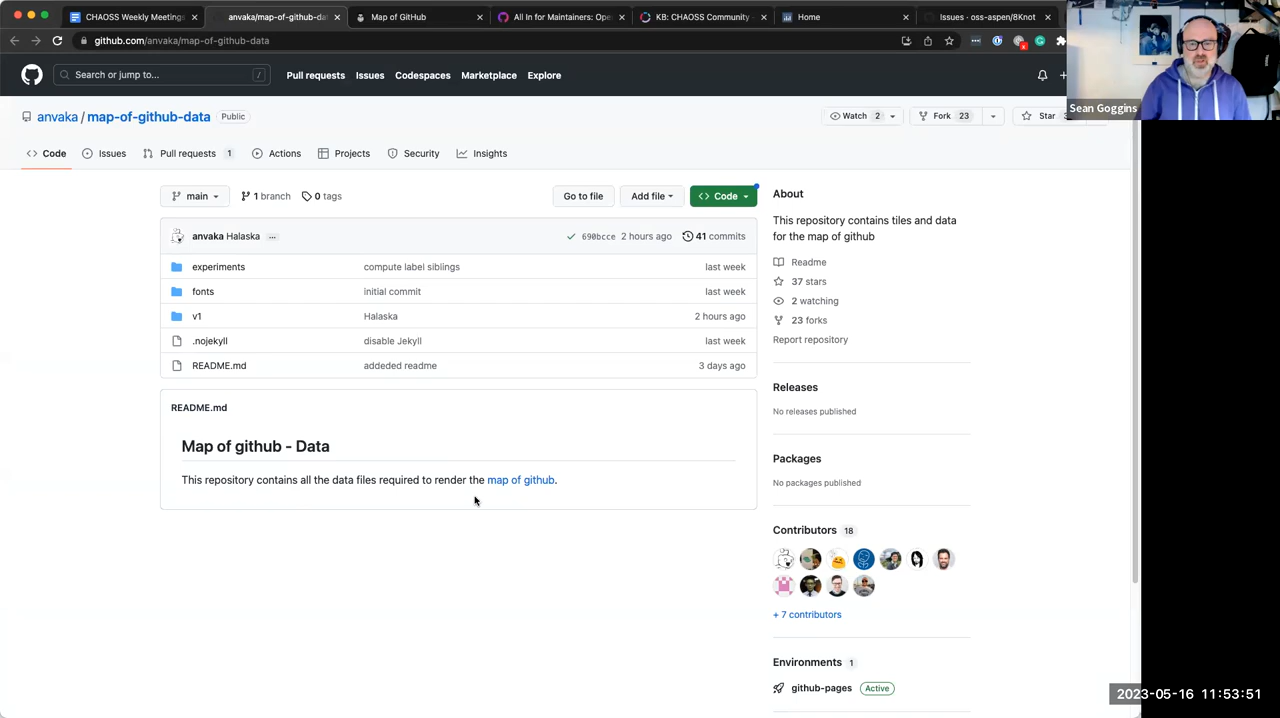 CHAOSS Weekly Meetings
anvaka/map-of-github-dat
Map of GitHub
All In for Maintainers: Ope
KB: CHAOSS Community -
Home
Issues · oss-aspen/8Knot
github.com/anvaka/map-of-github-data
Search or jump to...
/
Pull requests
Issues
Codespaces
Marketplace
Explore
Sean Goggins
anvaka / map-of-github-data
Public
Watch 2
Fork 23
Star
Code
Issues
Pull requests 1
Actions
Projects
Security
Insights
main
1 branch
0 tags
Go to file
Add file
Code
anvaka Halaska ...
690bcce 2 hours ago
41 commits
experiments
compute label siblings
last week
fonts
initial commit
last week
v1
Halaska
2 hours ago
.nojekyll
disable Jekyll
last week
README.md
addeded readme
3 days ago
README.md
Map of github - Data
This repository contains all the data files required to render the map of github.
About
This repository contains tiles and data
for the map of github
Readme
37 stars
2 watching
23 forks
Report repository
Releases
No releases published
Packages
No packages published
Contributors 18
+ 7 contributors
Environments 1
github-pages Active
2023-05-16 11:53:51